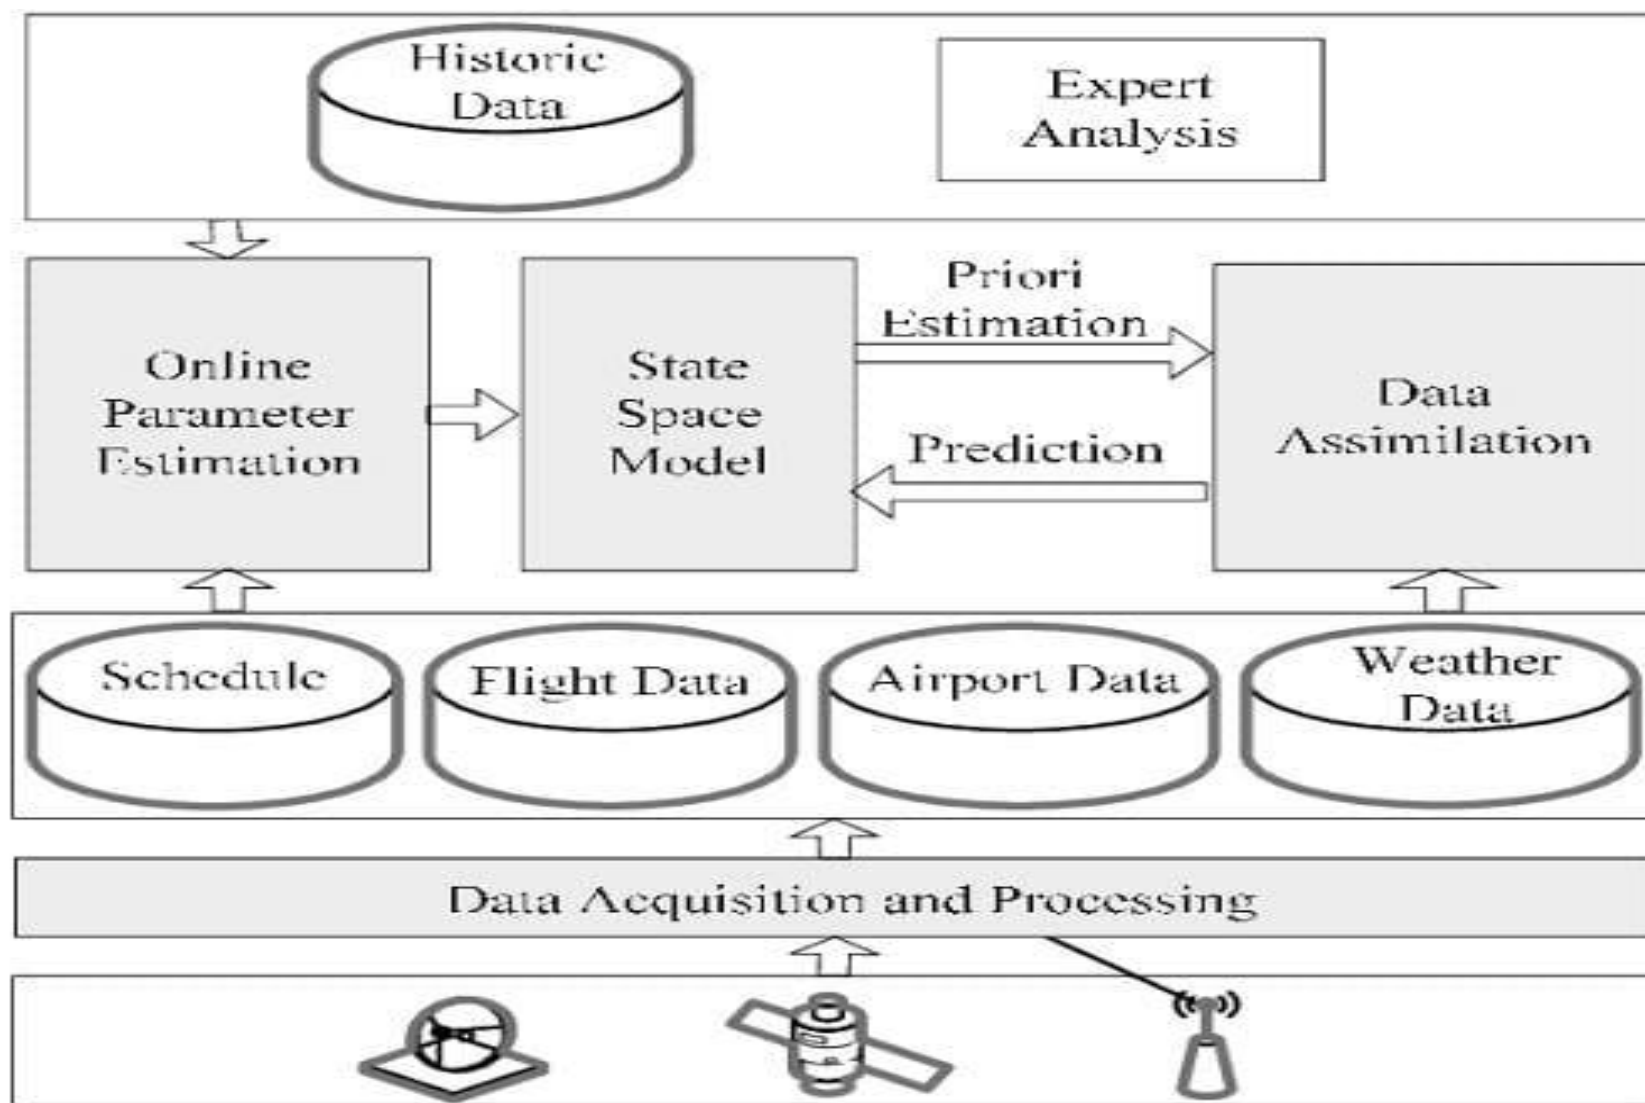 Historic
Data
Expert
Analysis
Online
Parameter
Estimation
State
Space
Model
Priori
Estimation
Prediction
Data
Assimilation
Schedule
Flight Data
Airport Data
Weather
Data
Data Acquisition and Processing